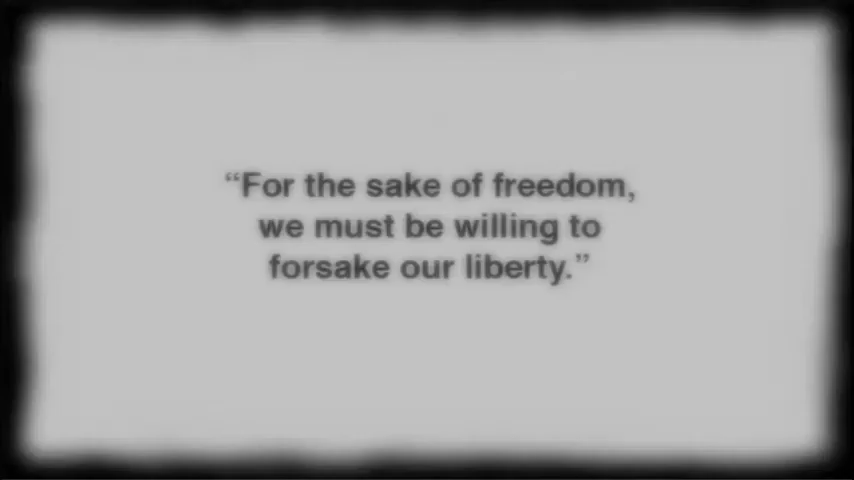 “For the sake of freedom,
we must be willing to
forsake our liberty.”